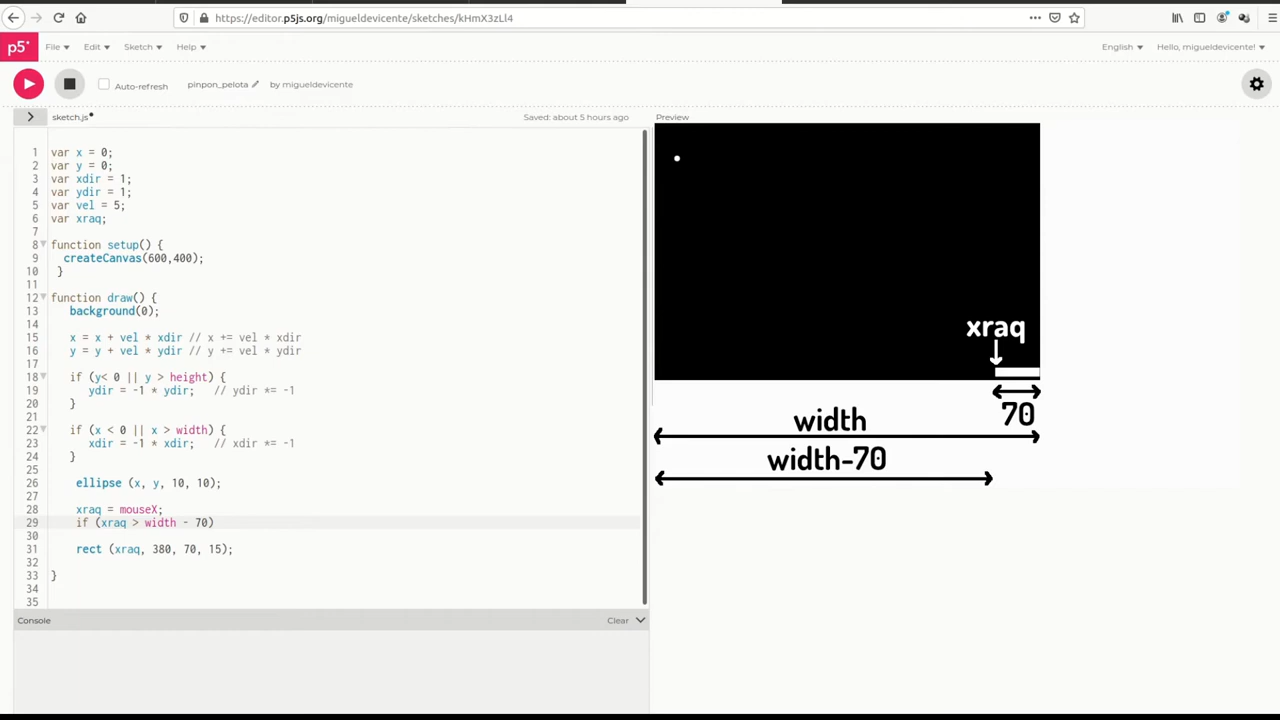 https://editor.p5js.org/migueldevicente/sketches/kHmX3zLl4
p5* File Edit Sketch Help English Hello, migueldevicente!
Auto-refresh pinpon_pelota by migueldevicente
sketch.js Saved: about 5 hours ago Preview
1 var x = 0;
2 var y = 0;
3 var xdir = 1;
4 var ydir = 1;
5 var vel = 5;
6 var xraq;
7
8 function setup() {
9 createCanvas(600,400);
10 }
11
12 function draw() {
13 background(0);
14
15 x = x + vel * xdir // x += vel * xdir
16 y = y + vel * ydir // y += vel * ydir
17
18 if (y< 0 || y > height) {
19 ydir = -1 * ydir; // ydir *= -1
20 }
21
22 if (x < 0 || x > width) {
23 xdir = -1 * xdir; // xdir *= -1
24 }
25
26 ellipse (x, y, 10, 10);
27
28 xraq = mouseX;
29 if (xraq > width - 70)
30
31 rect (xraq, 380, 70, 15);
32
33 }
34
35
xraq
70
width
width-70
Console Clear